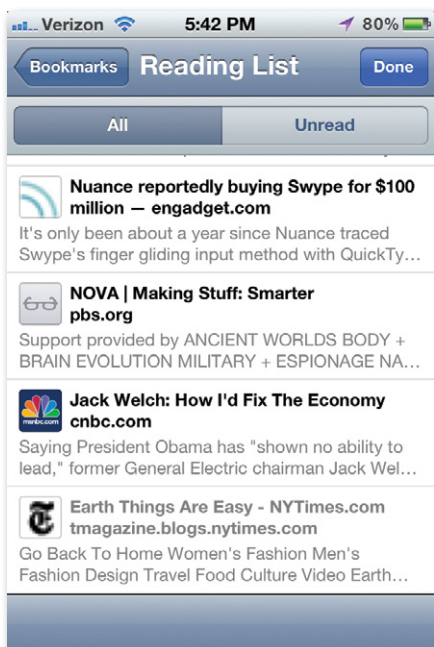 Verizon 5:42 PM 80%
Bookmarks Reading List Done
All Unread
Nuance reportedly buying Swype for $100
million — engadget.com
It's only been about a year since Nuance traced
Swype's finger gliding input method with QuickTy…
NOVA | Making Stuff: Smarter
pbs.org
Support provided by ANCIENT WORLDS BODY +
BRAIN EVOLUTION MILITARY + ESPIONAGE NA…
Jack Welch: How I'd Fix The Economy
msnbc.com
cnbc.com
Saying President Obama has "shown no ability to
lead," former General Electric chairman Jack Wel…
Earth Things Are Easy - NYTimes.com
tmagazine.blogs.nytimes.com
Go Back To Home Women's Fashion Men's
Fashion Design Travel Food Culture Video Earth…